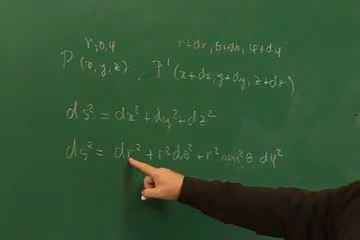 r, θ, φ r+dr, θ+dθ, φ+dφ
P (x, y, z) P' (x+dx, y+dy, z+dz)
ds² = dx² + dy² + dz²
ds² = dr² + r²dθ² + r² sin²θ dφ²